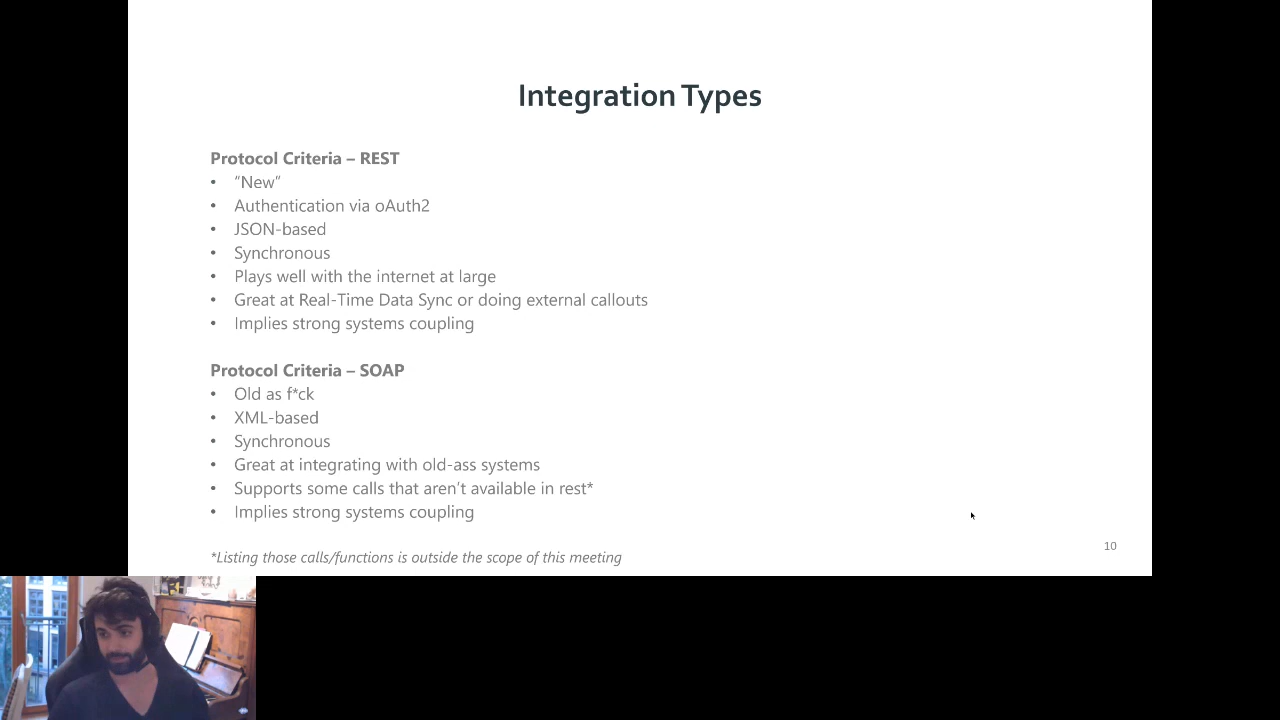 Integration Types
Protocol Criteria – REST
• "New"
• Authentication via oAuth2
• JSON-based
• Synchronous
• Plays well with the internet at large
• Great at Real-Time Data Sync or doing external callouts
• Implies strong systems coupling
Protocol Criteria – SOAP
• Old as f*ck
• XML-based
• Synchronous
• Great at integrating with old-ass systems
• Supports some calls that aren't available in rest*
• Implies strong systems coupling
*Listing those calls/functions is outside the scope of this meeting
10